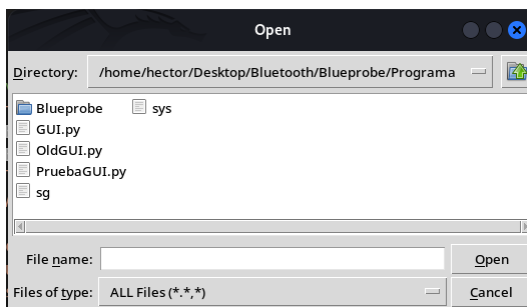 Open
Directory: /home/hector/Desktop/Bluetooth/Blueprobe/Programa
Blueprobe sys
GUI.py
OldGUI.py
PruebaGUI.py
sg
File name: Open
Files of type: ALL Files (*.*,*) Cancel